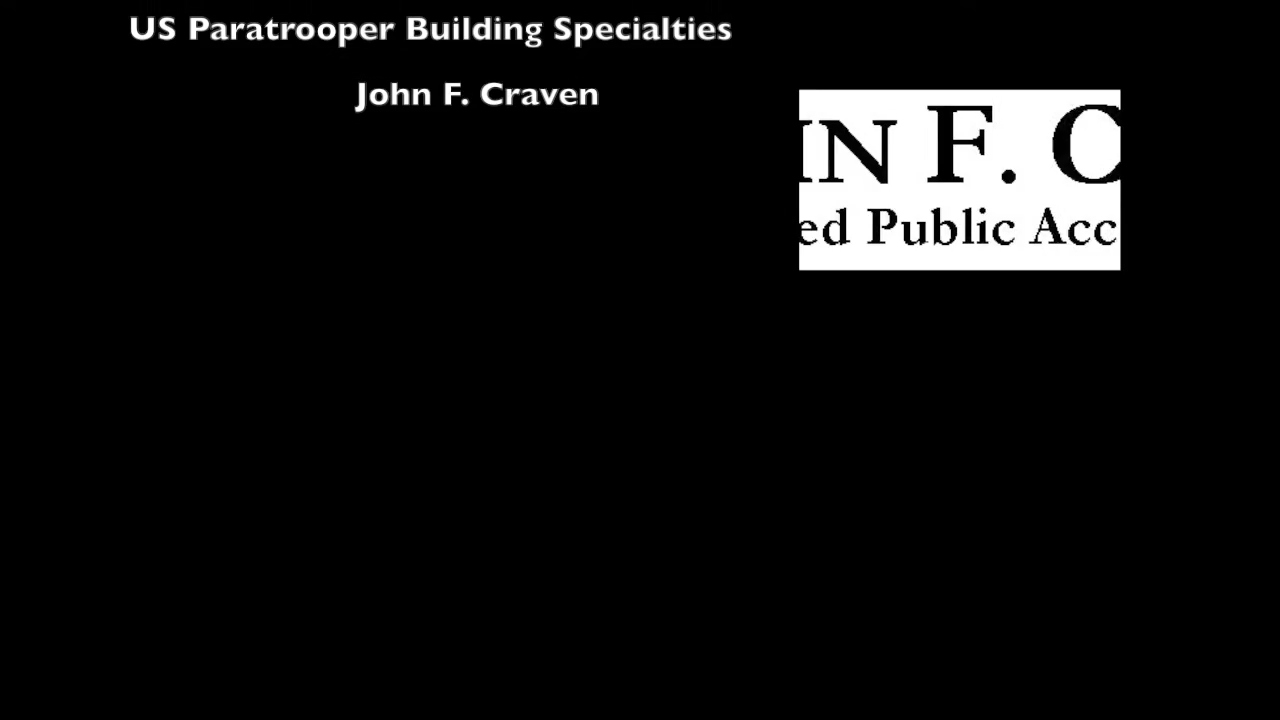 US Paratrooper Building Specialties
John F. Craven
IN F. C
ed Public Acc